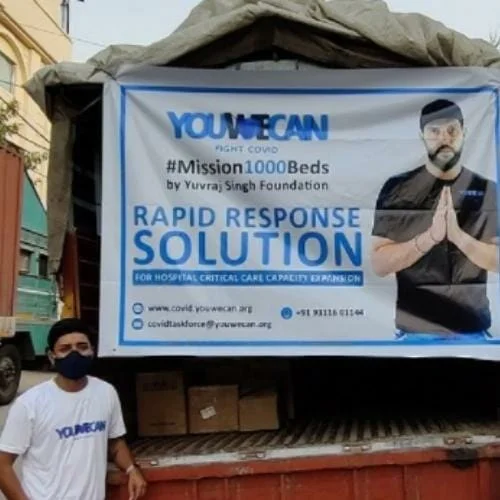 YOUWECAN
FIGHT COVID
#Mission1000Beds
by Yuvraj Singh Foundation
RAPID RESPONSE
SOLUTION
FOR HOSPITAL CRITICAL CARE CAPACITY EXPANSION
www.covid.youwecan.org
+91 93116 01144
covidtaskforce@youwecan.org
YOUWECAN